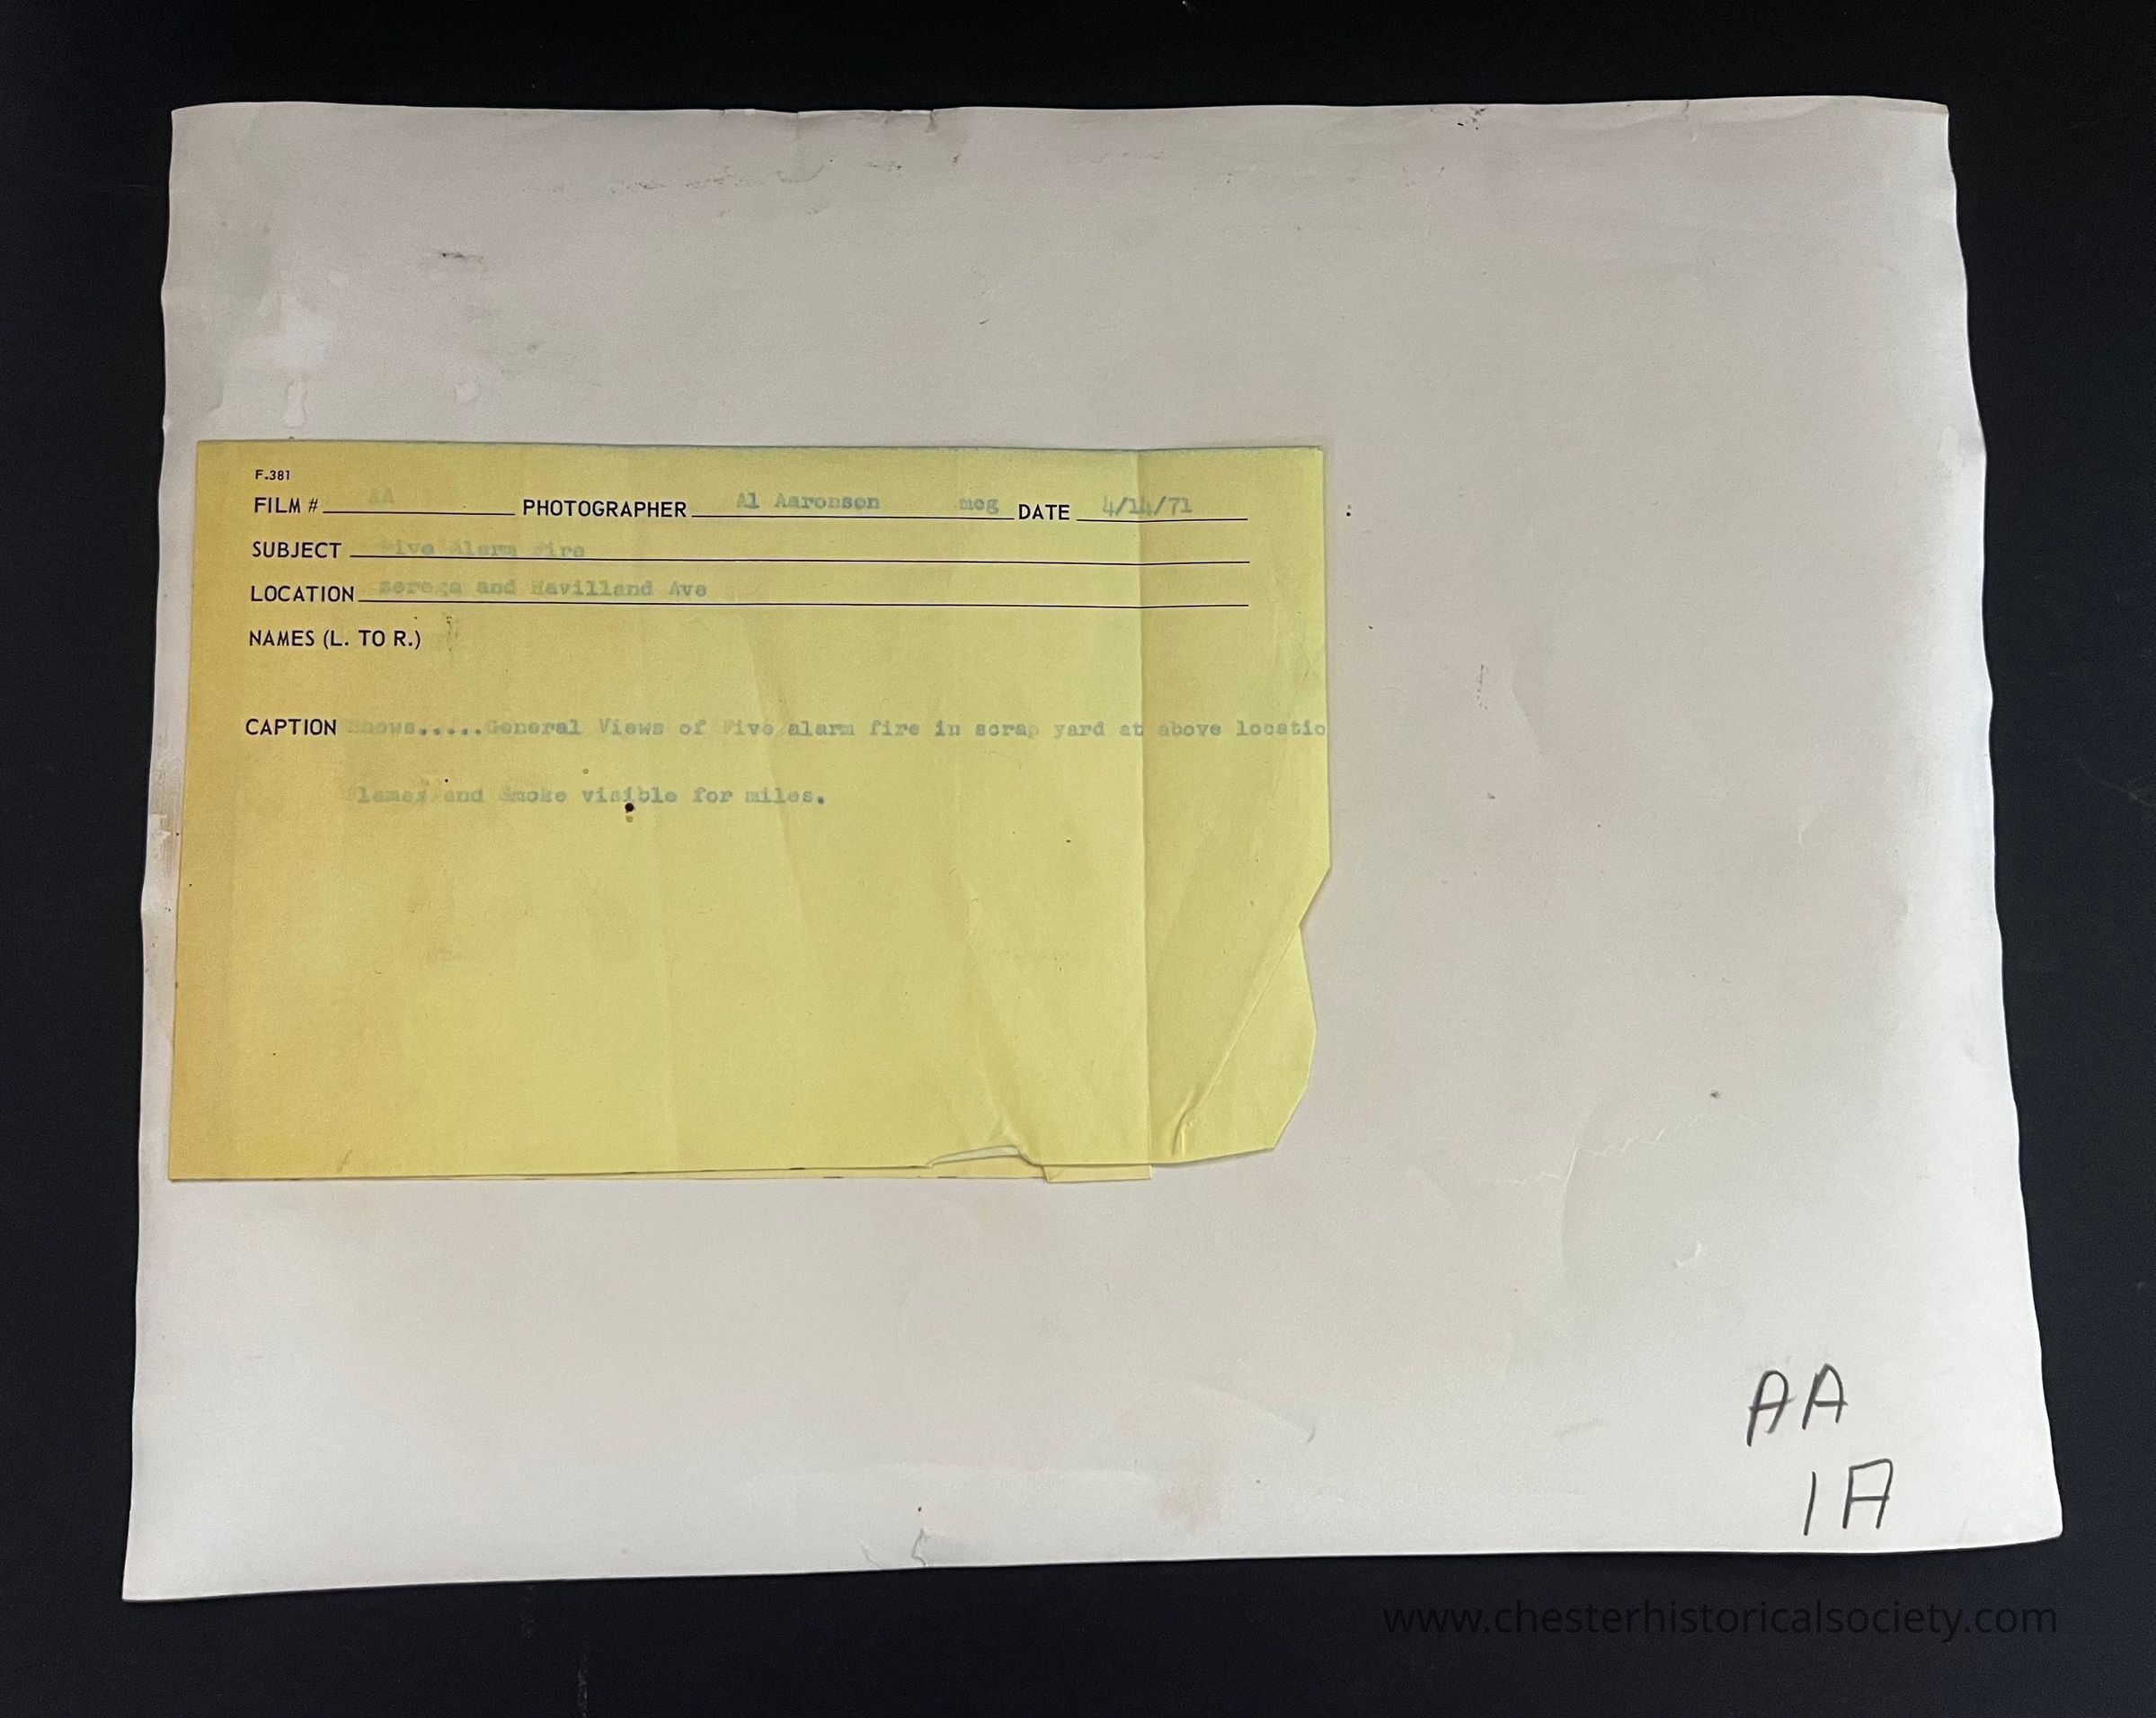 F.381
FILM # AA PHOTOGRAPHER Al Aaronsen mcg DATE 4/14/71
SUBJECT Five Alarm Fire
LOCATION Zerega and Havilland Ave
NAMES (L. TO R.)
CAPTION Shows.....General Views of Five alarm fire in scrap yard at above locatio
lames and Smoke visible for miles.
AA
1A
www.chesterhistoricalsociety.com